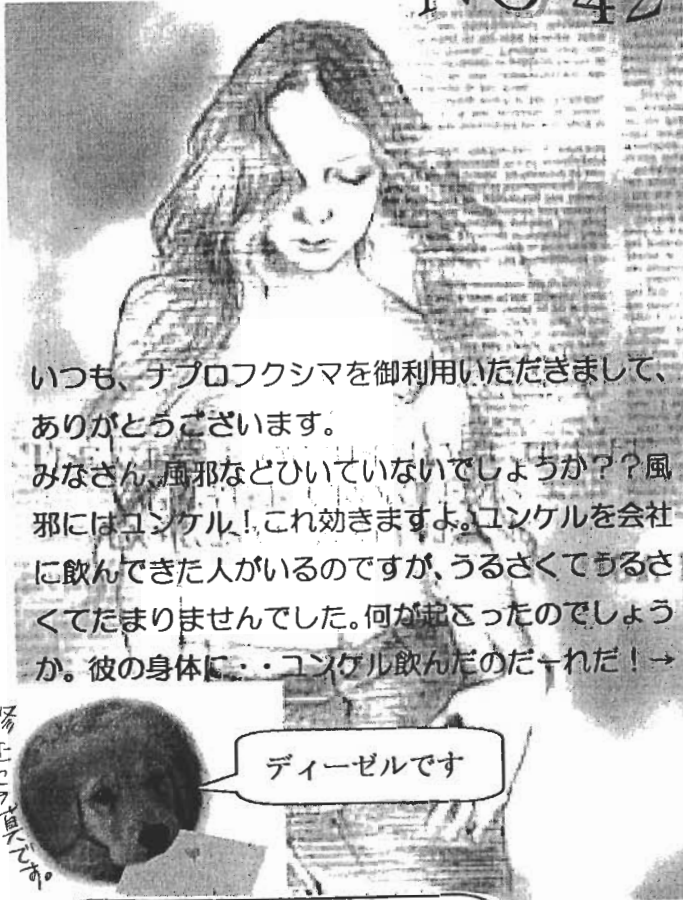 NO 42
いつも、ナプロフクシマを御利用いただきまして、
ありがとうございます。
みなさん、風邪などひいていないでしょうか？？風
邪にはユンケル！これ効きますよ。ユンケルを会社
に飲んできた人がいるのですが、うるさくてうるさ
くてたまりませんでした。何が起こったのでしょう
か。彼の身体に・・ユンケル飲んだのだーれだ！→
ディーゼルです